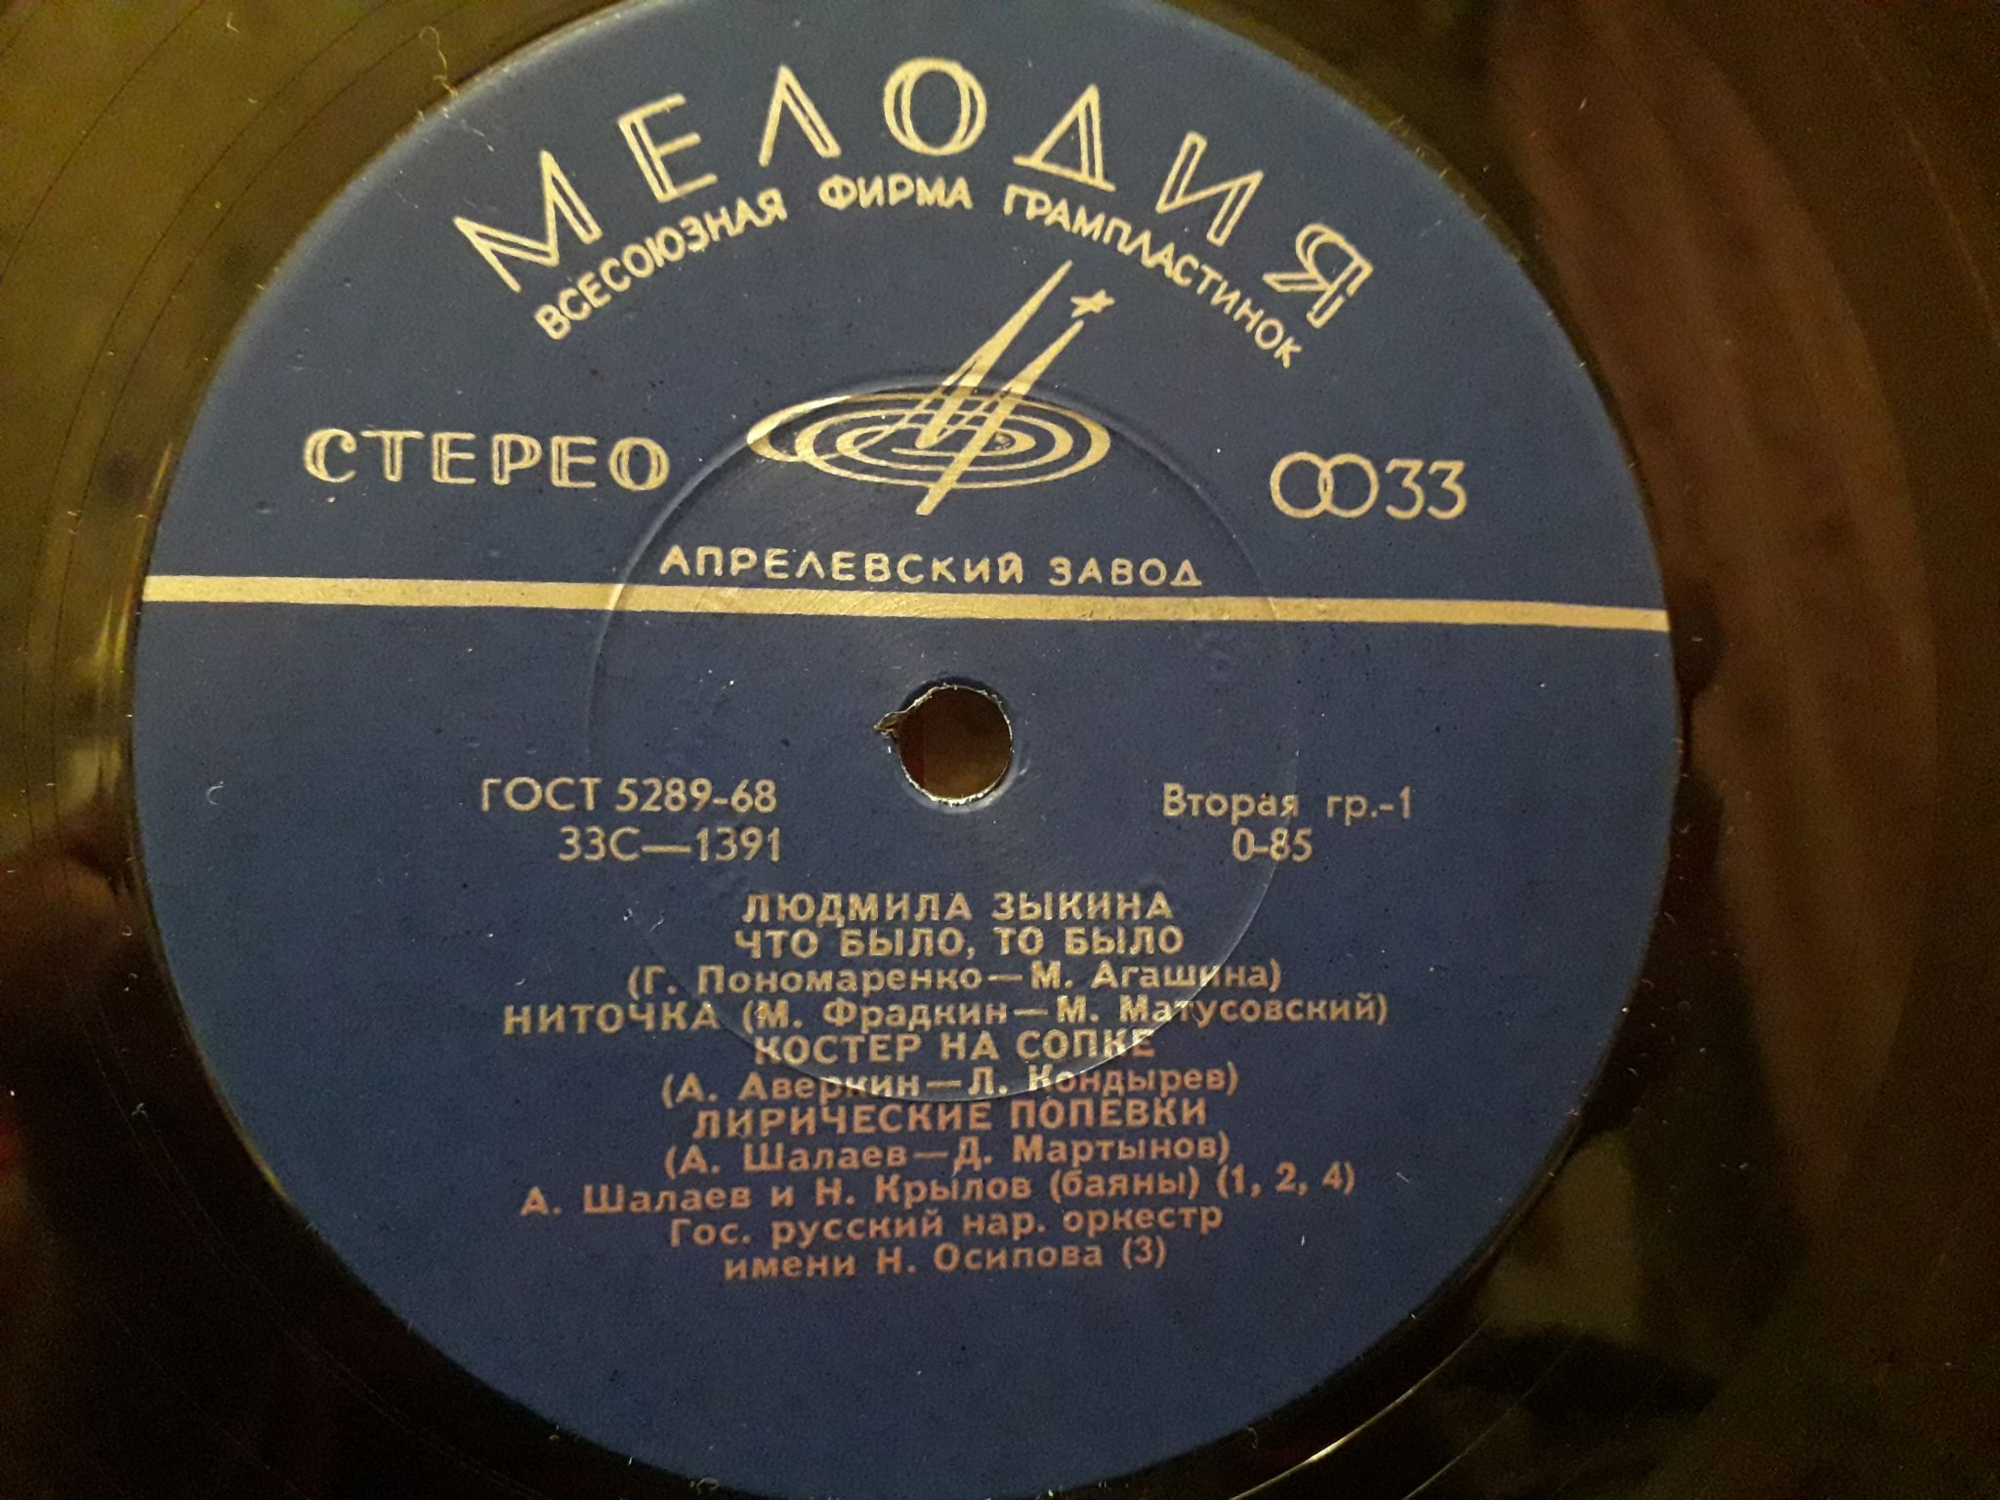 МЕЛОДИЯ
ВСЕСОЮЗНАЯ ФИРМА ГРАМПЛАСТИНОК
СТЕРЕО
33
АПРЕЛЕВСКИЙ ЗАВОД
ГОСТ 5289-68
Вторая гр.-1
33С—1391
0-85
ЛЮДМИЛА ЗЫКИНА
ЧТО БЫЛО, ТО БЫЛО
(Г. Пономаренко—М. Агашина)
НИТОЧКА (М. Фрадкин—М. Матусовский)
КОСТЕР НА СОПКЕ
(А. Аверкин—Л. Кондырев)
ЛИРИЧЕСКИЕ ПОПЕВКИ
(А. Шалаев—Д. Мартынов)
А. Шалаев и Н. Крылов (баяны) (1, 2, 4)
Гос. русский нар. оркестр
имени Н. Осипова (3)